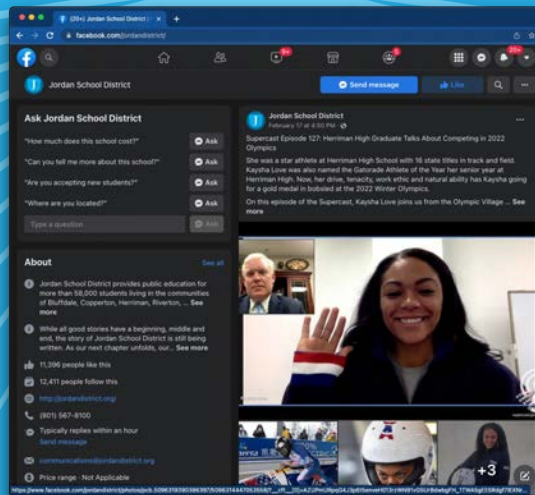 (20+) Jordan School District
facebook.com/jordandistrict/
9+
20+
Jordan School District
Send message
Like
Ask Jordan School District
"How much does this school cost?"
Ask
"Can you tell me more about this school?"
Ask
"Are you accepting new students?"
Ask
"Where are you located?"
Ask
Type a question
Ask
About
See all
Jordan School District provides public education for
more than 58,000 students living in the communities
of Bluffdale, Copperton, Herriman, Riverton, ... See
more
While all good stories have a beginning, middle and
end, the story of Jordan School District is still being
written. As our next chapter unfolds, our... See more
11,396 people like this
12,411 people follow this
http://jordandistrict.org/
(801) 567-8100
Typically replies within an hour
Send message
communications@jordandistrict.org
Price range · Not Applicable
Jordan School District
February 17 at 4:50 PM ·
Supercast Episode 127: Herriman High Graduate Talks About Competing in 2022
Olympics
She was a star athlete at Herriman High School with 16 state titles in track and field.
Kaysha Love was also named the Gatorade Athlete of the Year her senior year at
Herriman High. Now, her drive, tenacity, work ethic and natural ability has Kaysha going
for a gold medal in bobsled at the 2022 Winter Olympics.
On this episode of the Supercast, Kaysha Love joins us from the Olympic Village ... See
more
+3